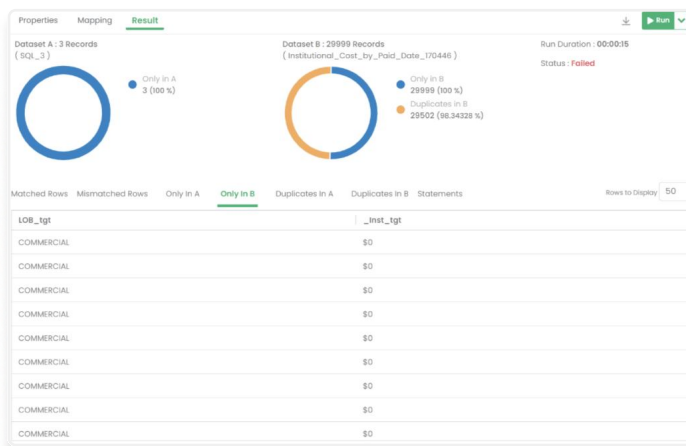 Properties Mapping Result Run
Dataset A : 3 Records Dataset B : 29999 Records Run Duration : 00:00:15
( SQL_3 ) ( Institutional_Cost_by_Paid_Date_170446 )
Status : Failed
Only in A Only in B
3 (100 %) 29999 (100 %)
Duplicates in B
29502 (98.34328 %)
Matched Rows Mismatched Rows Only In A Only In B Duplicates In A Duplicates In B Statements Rows to Display 50
LOB_tgt _Inst_tgt
COMMERCIAL $0
COMMERCIAL $0
COMMERCIAL $0
COMMERCIAL $0
COMMERCIAL $0
COMMERCIAL $0
COMMERCIAL $0
COMMERCIAL $0
COMMERCIAL $0